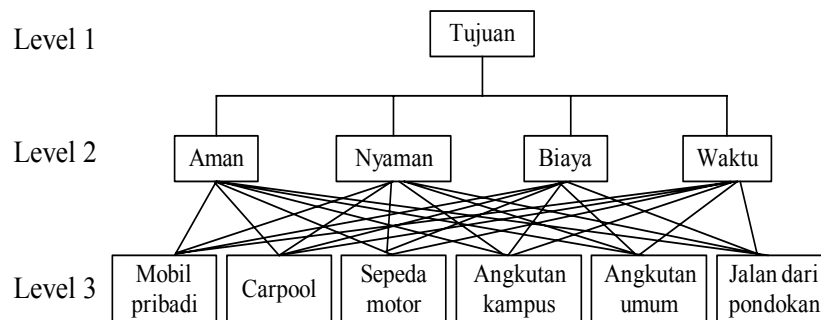 Level 1
Tujuan
Level 2
Aman
Nyaman
Biaya
Waktu
Level 3
Mobil
pribadi
Carpool
Sepeda
motor
Angkutan
kampus
Angkutan
umum
Jalan dari
pondokan